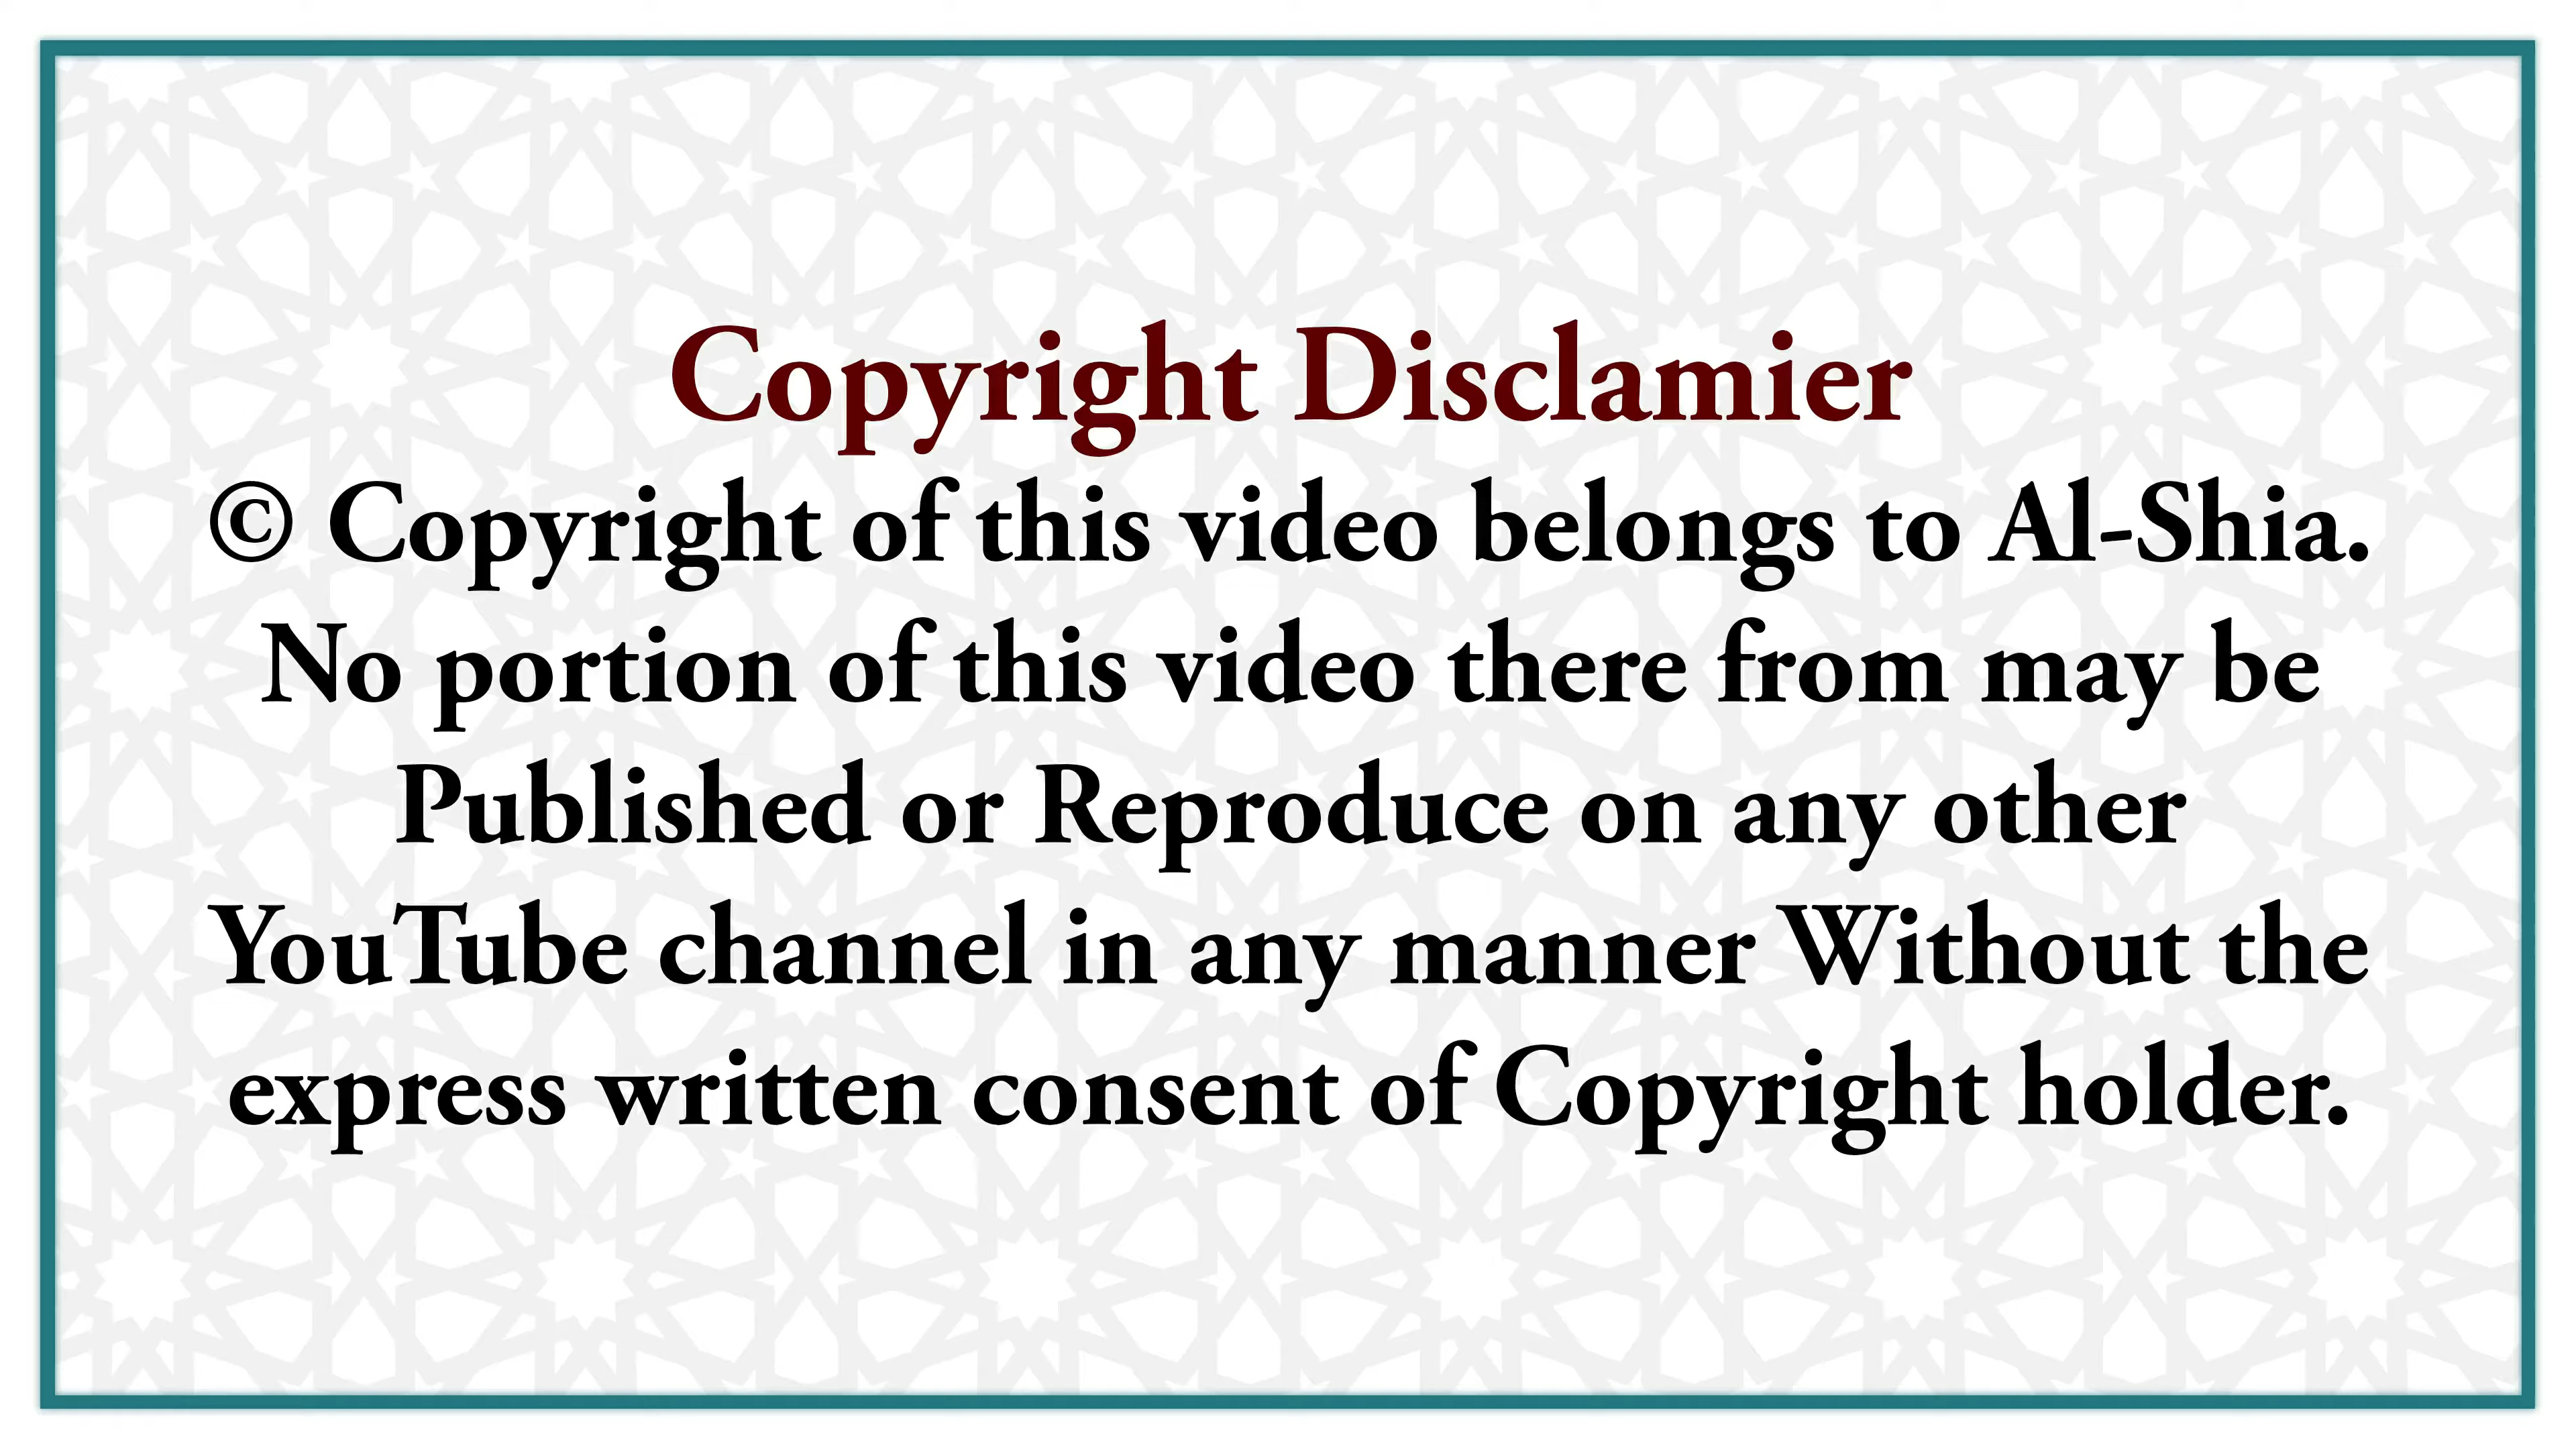 Copyright Disclamier
© Copyright of this video belongs to Al-Shia.
No portion of this video there from may be
Published or Reproduce on any other
YouTube channel in any manner Without the
express written consent of Copyright holder.